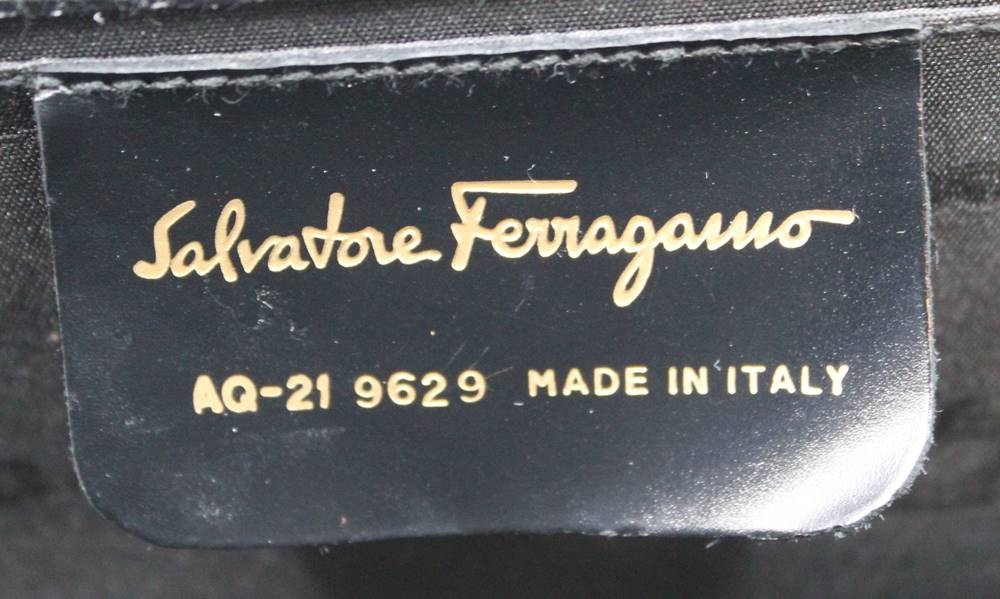 Salvatore Ferragamo
AQ-21 9629 MADE IN ITALY